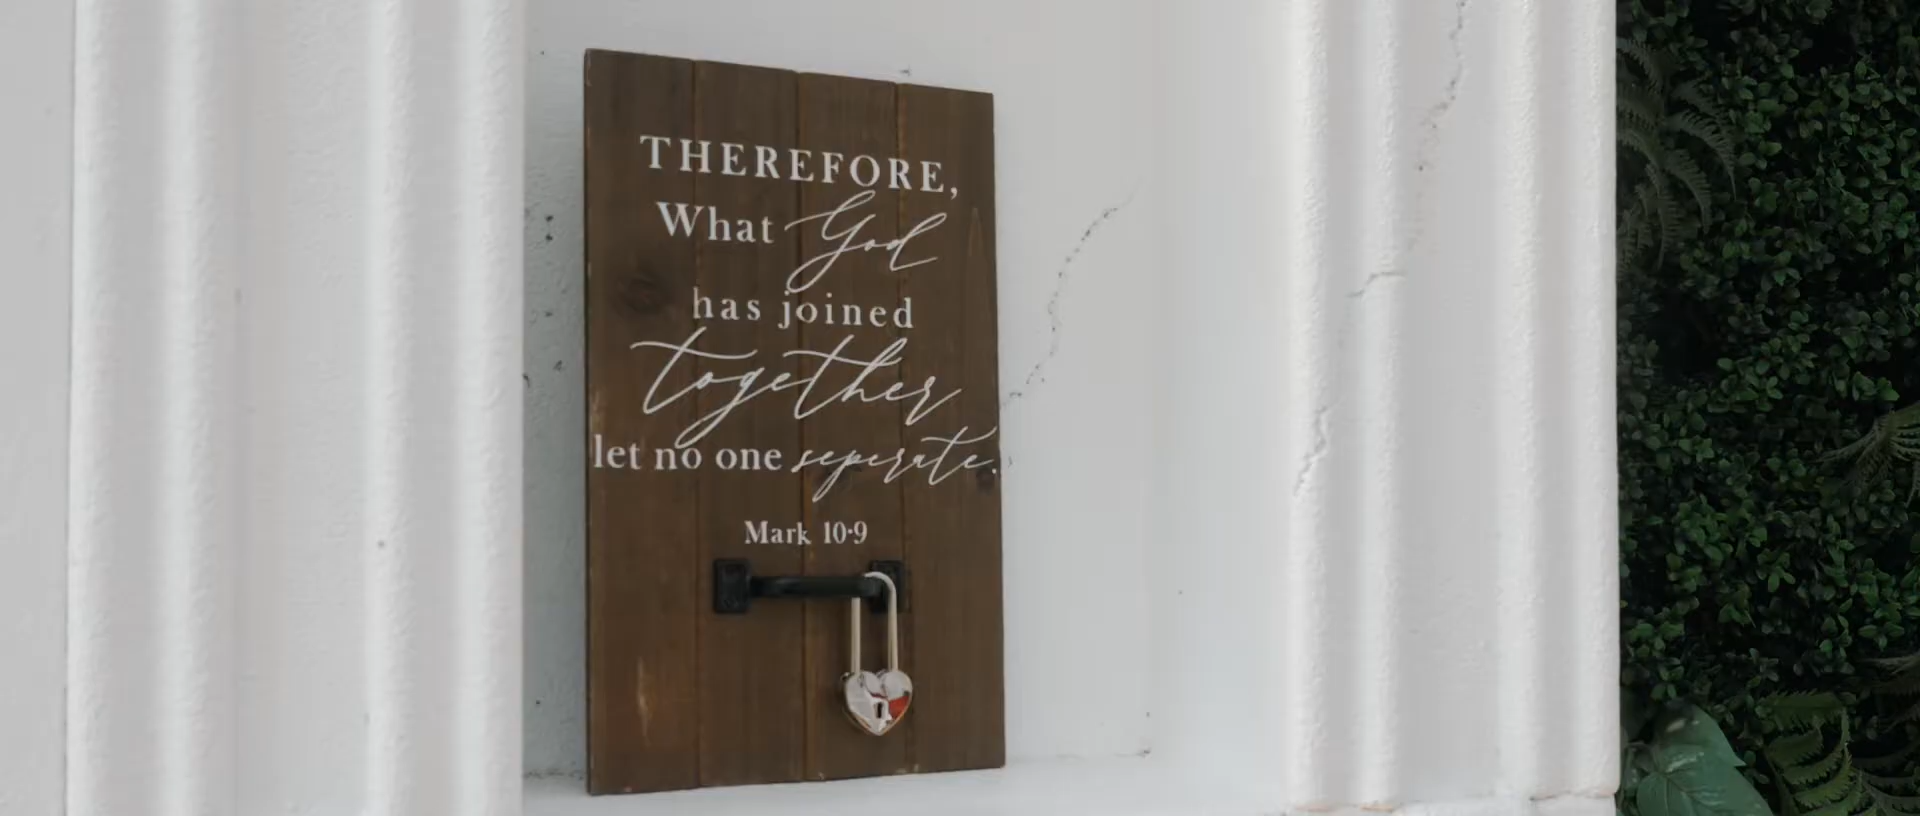 THEREFORE,
What God
has joined
together
let no one seperate.
Mark 10·9